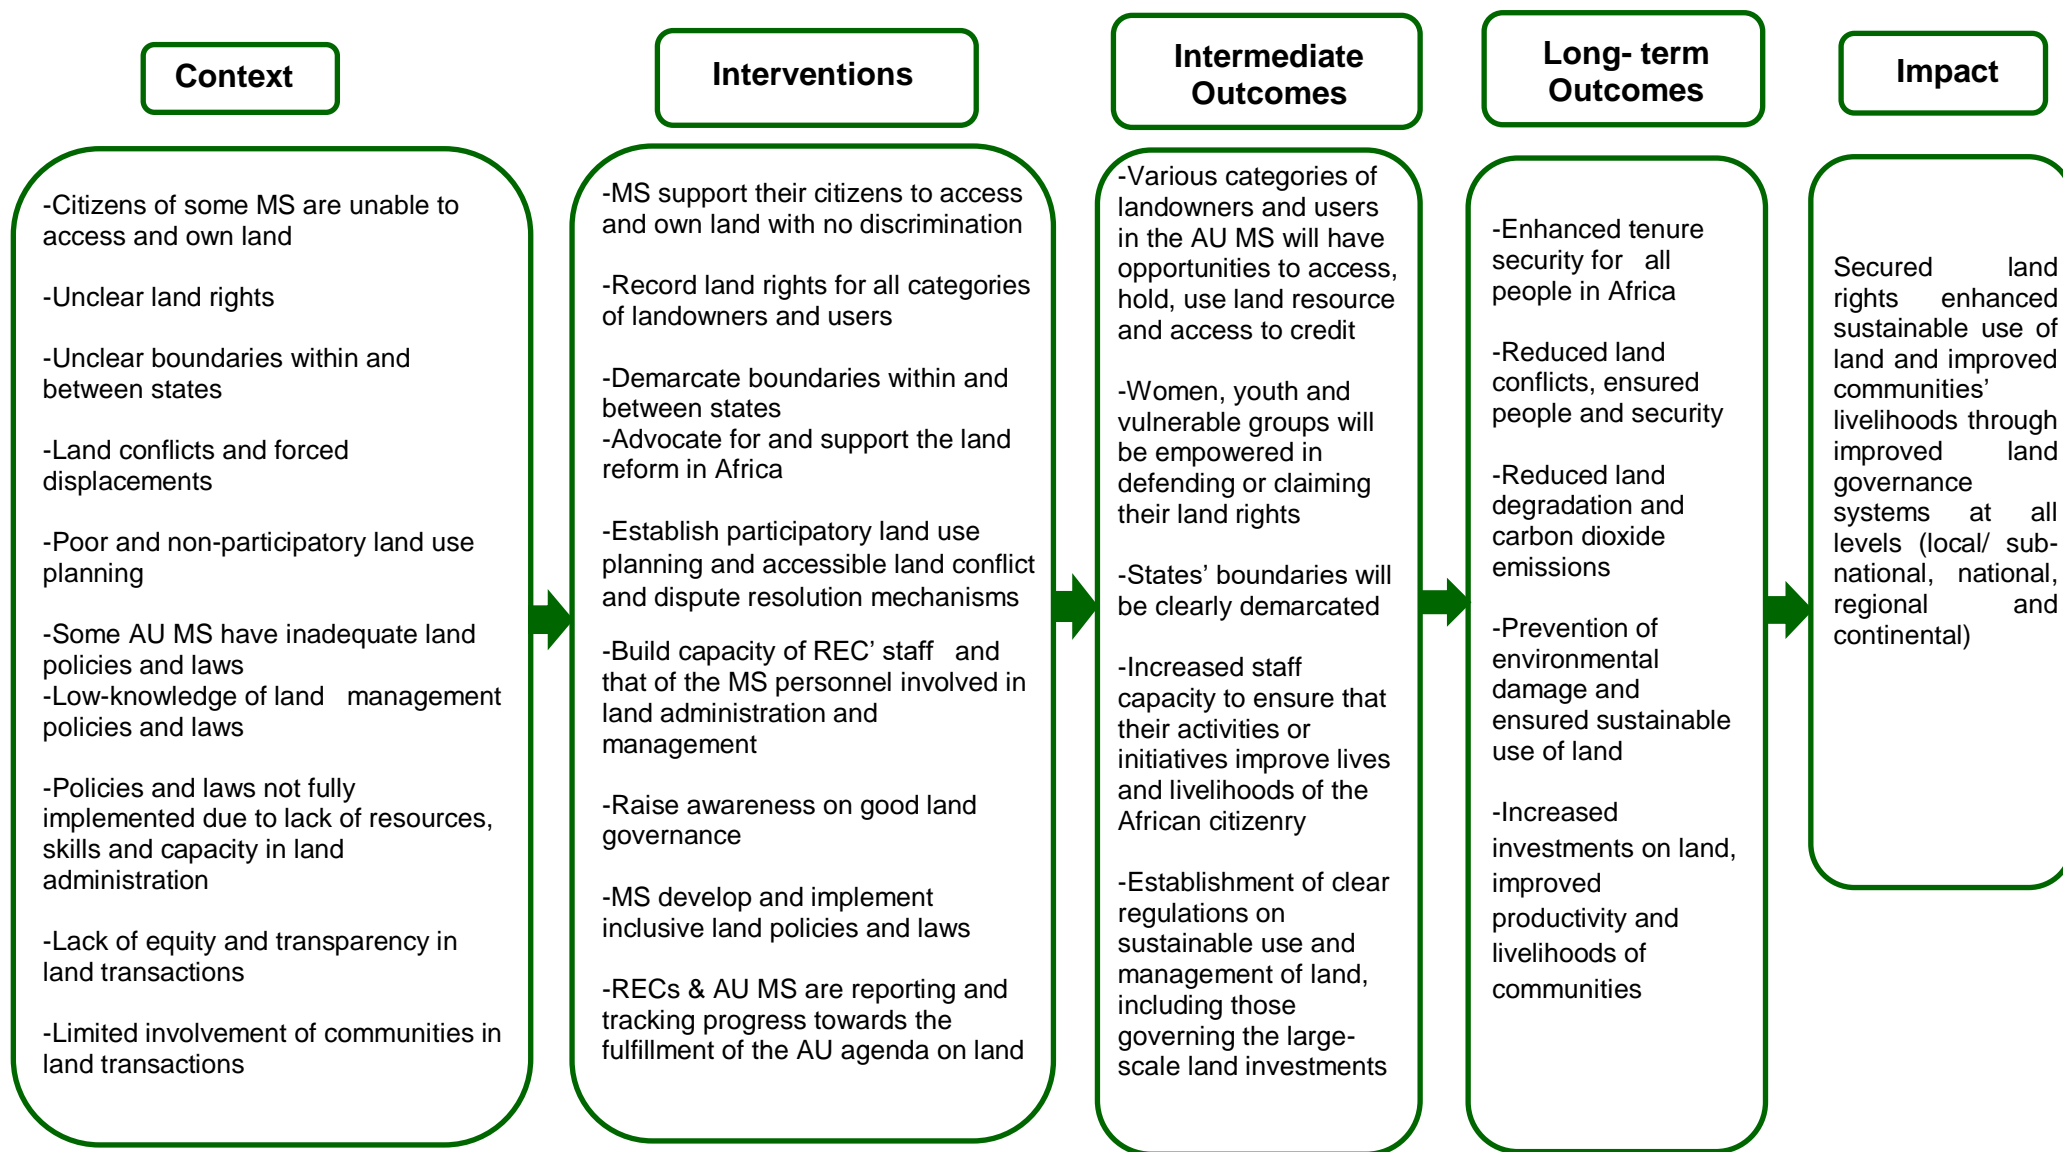 Context
-Citizens of some MS are unable to
access and own land
-Unclear land rights
-Unclear boundaries within and
between states
-Land conflicts and forced
displacements
-Poor and non-participatory land use
planning
-Some AU MS have inadequate land
policies and laws
-Low-knowledge of land management
policies and laws
-Policies and laws not fully
implemented due to lack of resources,
skills and capacity in land
administration
-Lack of equity and transparency in
land transactions
-Limited involvement of communities in
land transactions
Interventions
-MS support their citizens to access
and own land with no discrimination
-Record land rights for all categories
of landowners and users
-Demarcate boundaries within and
between states
-Advocate for and support the land
reform in Africa
-Establish participatory land use
planning and accessible land conflict
and dispute resolution mechanisms
-Build capacity of REC’ staff and
that of the MS personnel involved in
land administration and
management
-Raise awareness on good land
governance
-MS develop and implement
inclusive land policies and laws
-RECs & AU MS are reporting and
tracking progress towards the
fulfillment of the AU agenda on land
Intermediate
Outcomes
-Various categories of
landowners and users
in the AU MS will have
opportunities to access,
hold, use land resource
and access to credit
-Women, youth and
vulnerable groups will
be empowered in
defending or claiming
their land rights
-States’ boundaries will
be clearly demarcated
-Increased staff
capacity to ensure that
their activities or
initiatives improve lives
and livelihoods of the
African citizenry
-Establishment of clear
regulations on
sustainable use and
management of land,
including those
governing the large-
scale land investments
Long- term
Outcomes
-Enhanced tenure
security for all
people in Africa
-Reduced land
conflicts, ensured
people and security
-Reduced land
degradation and
carbon dioxide
emissions
-Prevention of
environmental
damage and
ensured sustainable
use of land
-Increased
investments on land,
improved
productivity and
livelihoods of
communities
Impact
Secured land
rights enhanced
sustainable use of
land and improved
communities’
livelihoods through
improved land
governance
systems at all
levels (local/ sub-
national, national,
regional and
continental)